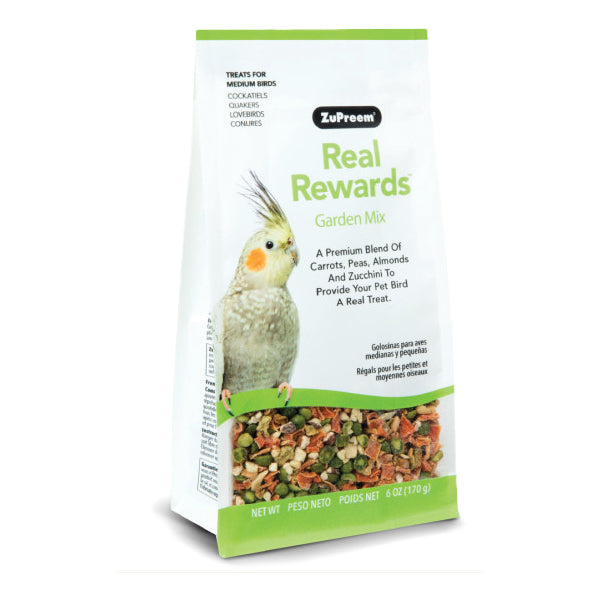 TREATS FOR
MEDIUM BIRDS
COCKATIELS
QUAKERS
LOVEBIRDS
CONURES
ZuPreem®
Real
Rewards™
Garden Mix
A Premium Blend Of
Carrots, Peas, Almonds
And Zucchini To
Provide Your Pet Bird
A Real Treat.
Golosinas para aves
medianas y pequeñas
Régals pour les petites et
moyennes oiseaux
NET WT PESO NETO POIDS NET 6 OZ (170 g)